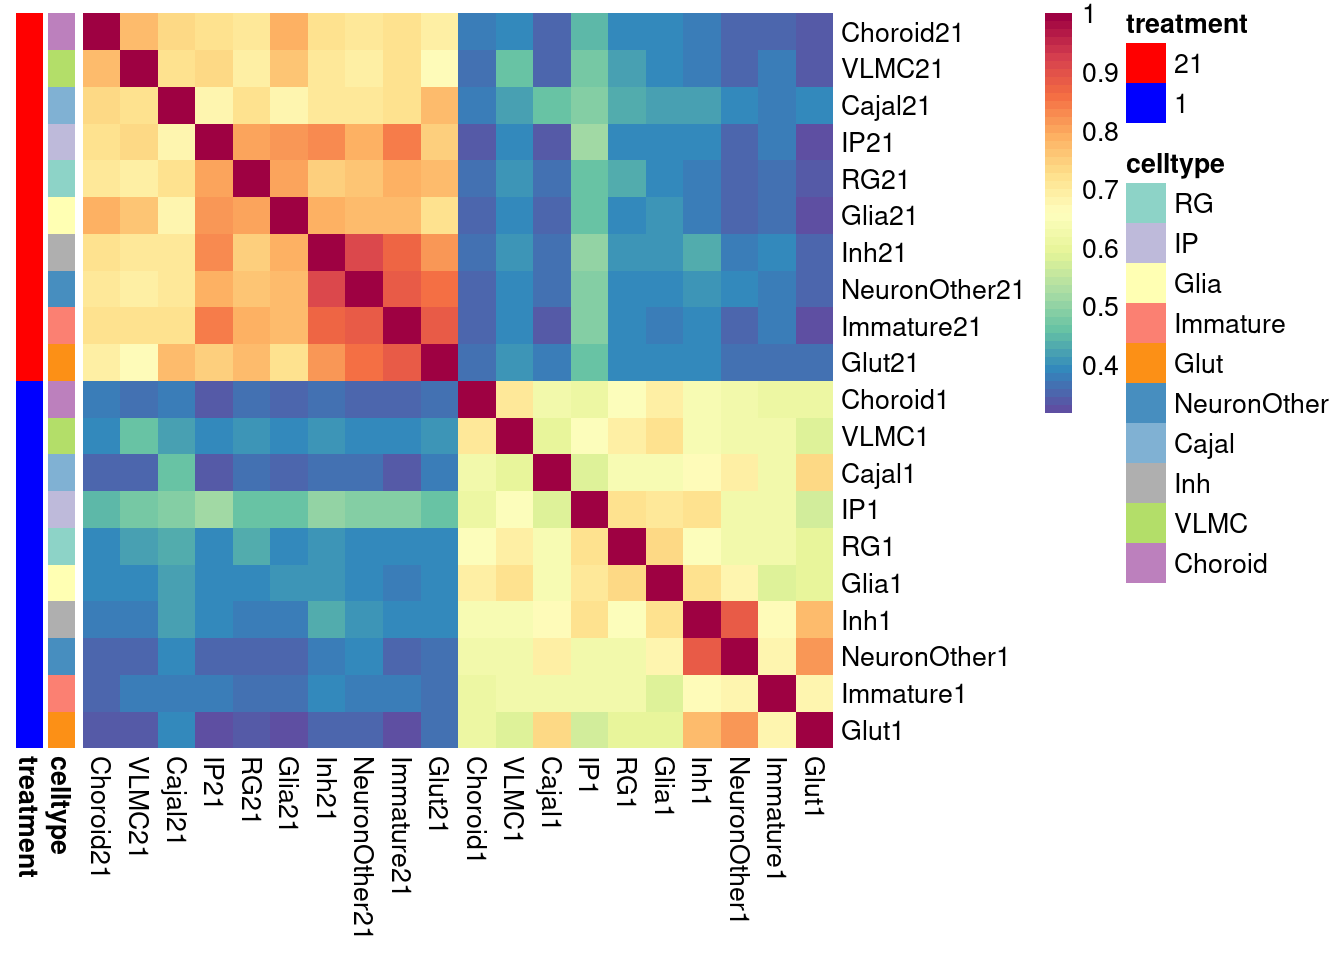 Choroid21
VLMC21
Cajal21
IP21
RG21
Glia21
Inh21
NeuronOther21
Immature21
Glut21
Choroid1
VLMC1
Cajal1
IP1
RG1
Glia1
Inh1
NeuronOther1
Immature1
Glut1
treatment
celltype
Choroid21
VLMC21
Cajal21
IP21
RG21
Glia21
Inh21
NeuronOther21
Immature21
Glut21
Choroid1
VLMC1
Cajal1
IP1
RG1
Glia1
Inh1
NeuronOther1
Immature1
Glut1
1
0.9
0.8
0.7
0.6
0.5
0.4
treatment
21
1
celltype
RG
IP
Glia
Immature
Glut
NeuronOther
Cajal
Inh
VLMC
Choroid